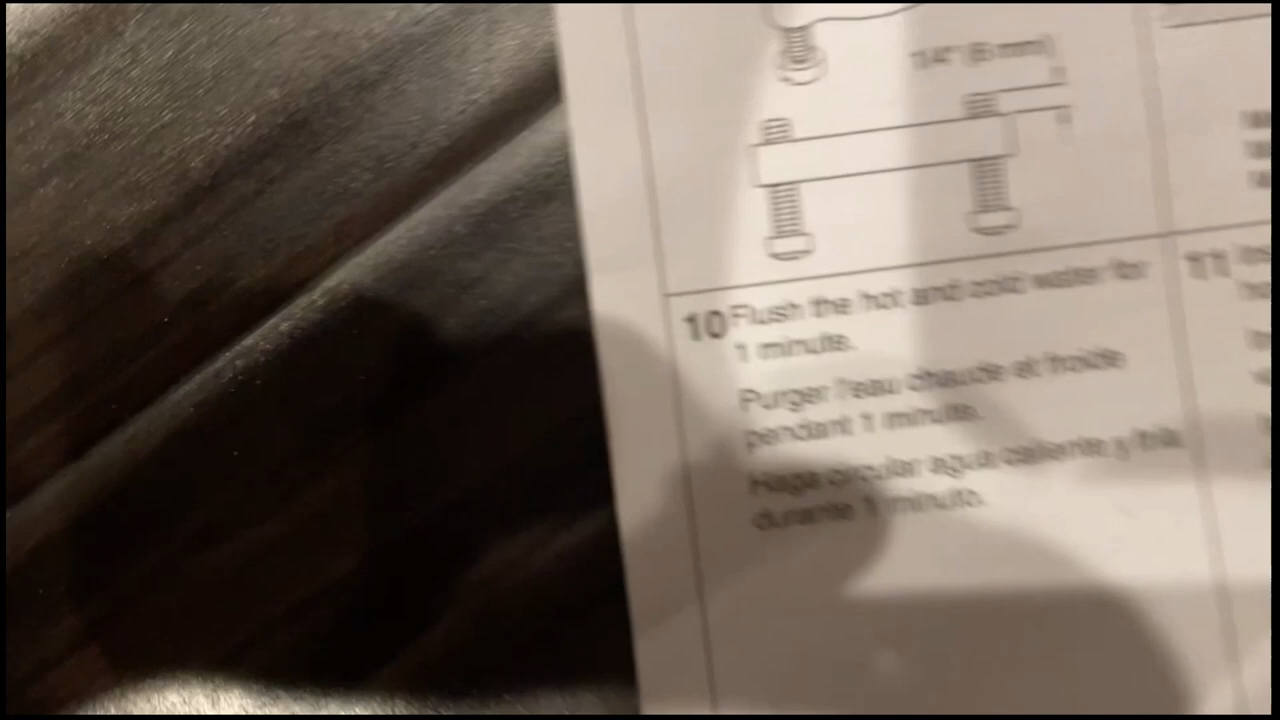 1/4" (6 mm)
10 Flush the hot and cold water for
1 minute.
Purger l'eau chaude et froide
pendant 1 minute.
Haga circular agua caliente y fría
durante 1 minuto.
11